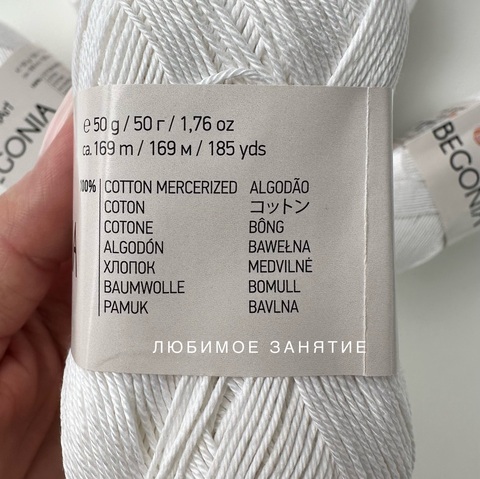 ℮ 50 g / 50 г / 1,76 oz
ca. 169 m / 169 м / 185 yds
100% COTTON MERCERIZED ALGODÃO
COTON コットン
COTONE BÔNG
ALGODÓN BAWEŁNA
ХЛОПОК MEDVILNĖ
BAUMWOLLE BOMULL
PAMUK BAVLNA
ЛЮБИМОЕ ЗАНЯТИЕ
BEGONIA
BEGONIA